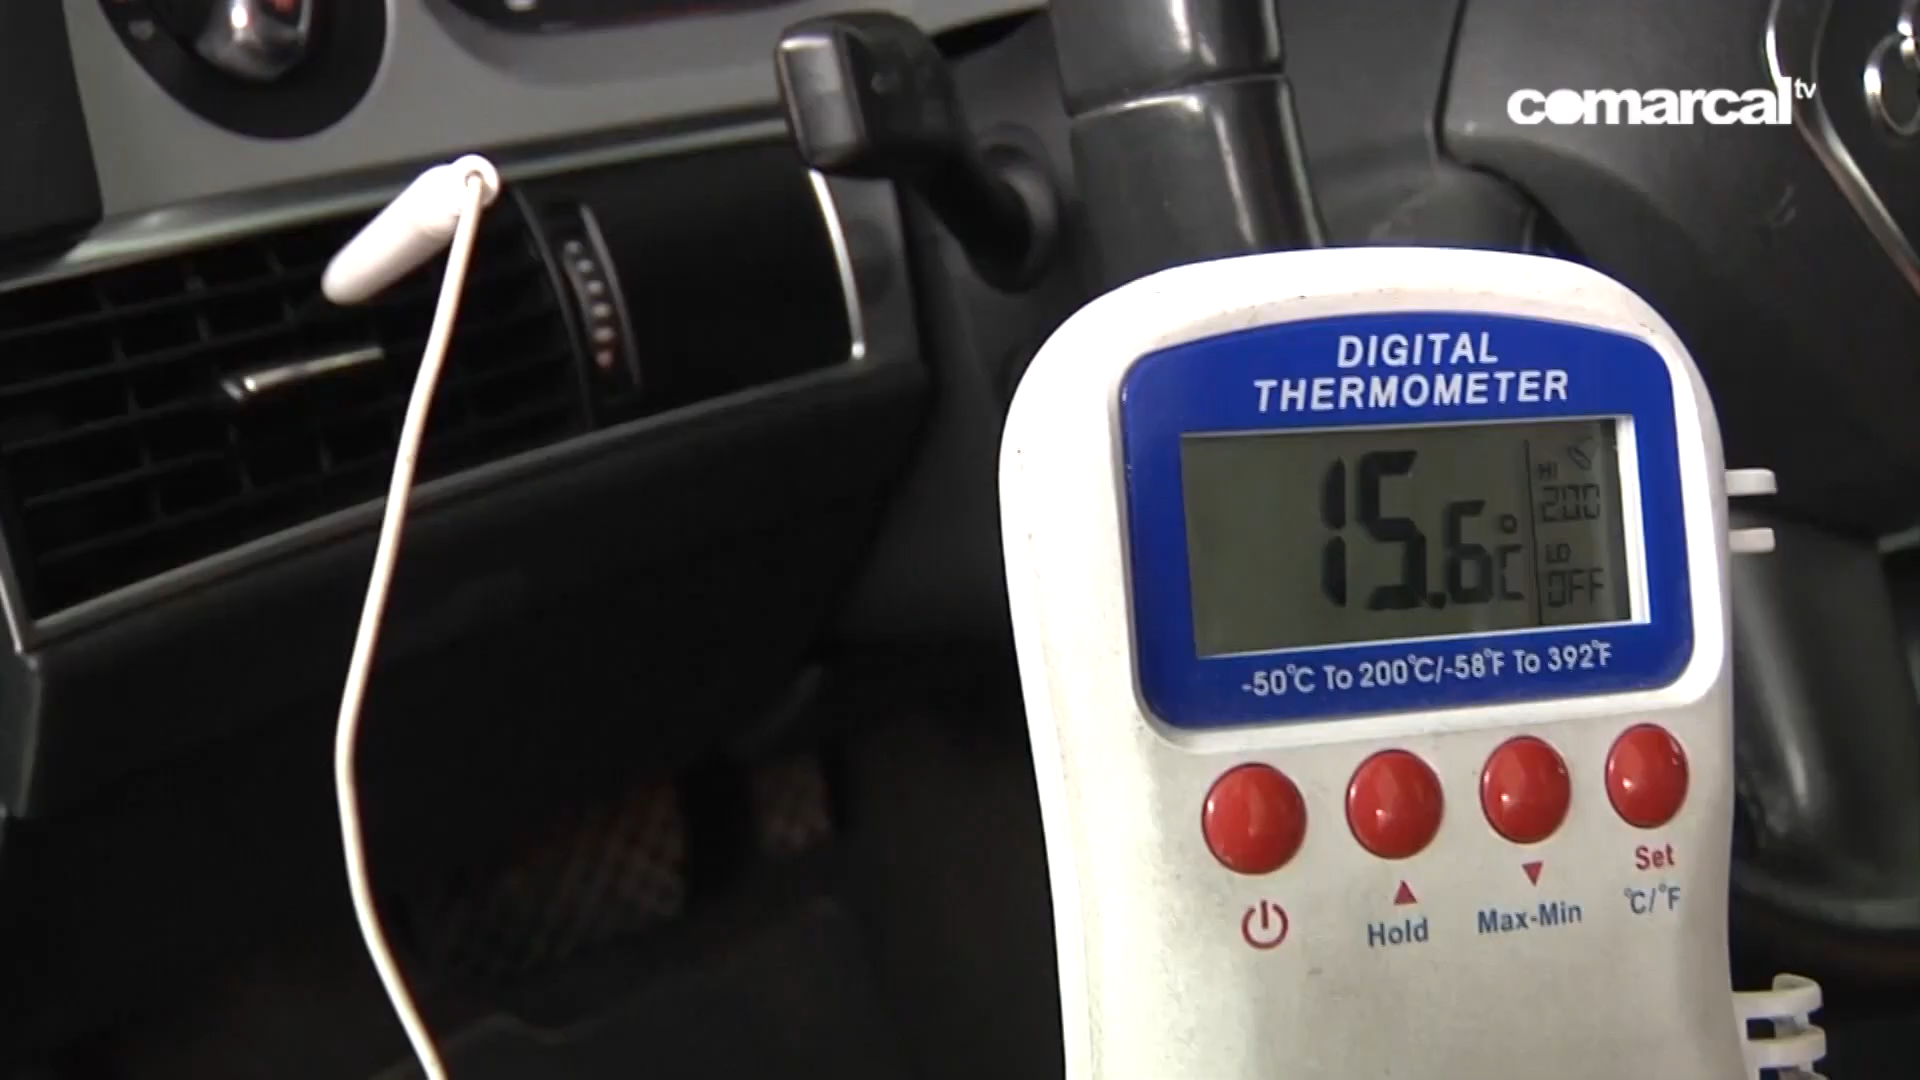 comarcal tv
DIGITAL
THERMOMETER
15.6°C
HI
200
LO
OFF
-50°C To 200°C/-58°F To 392°F
Hold
Max-Min
Set
°C/°F